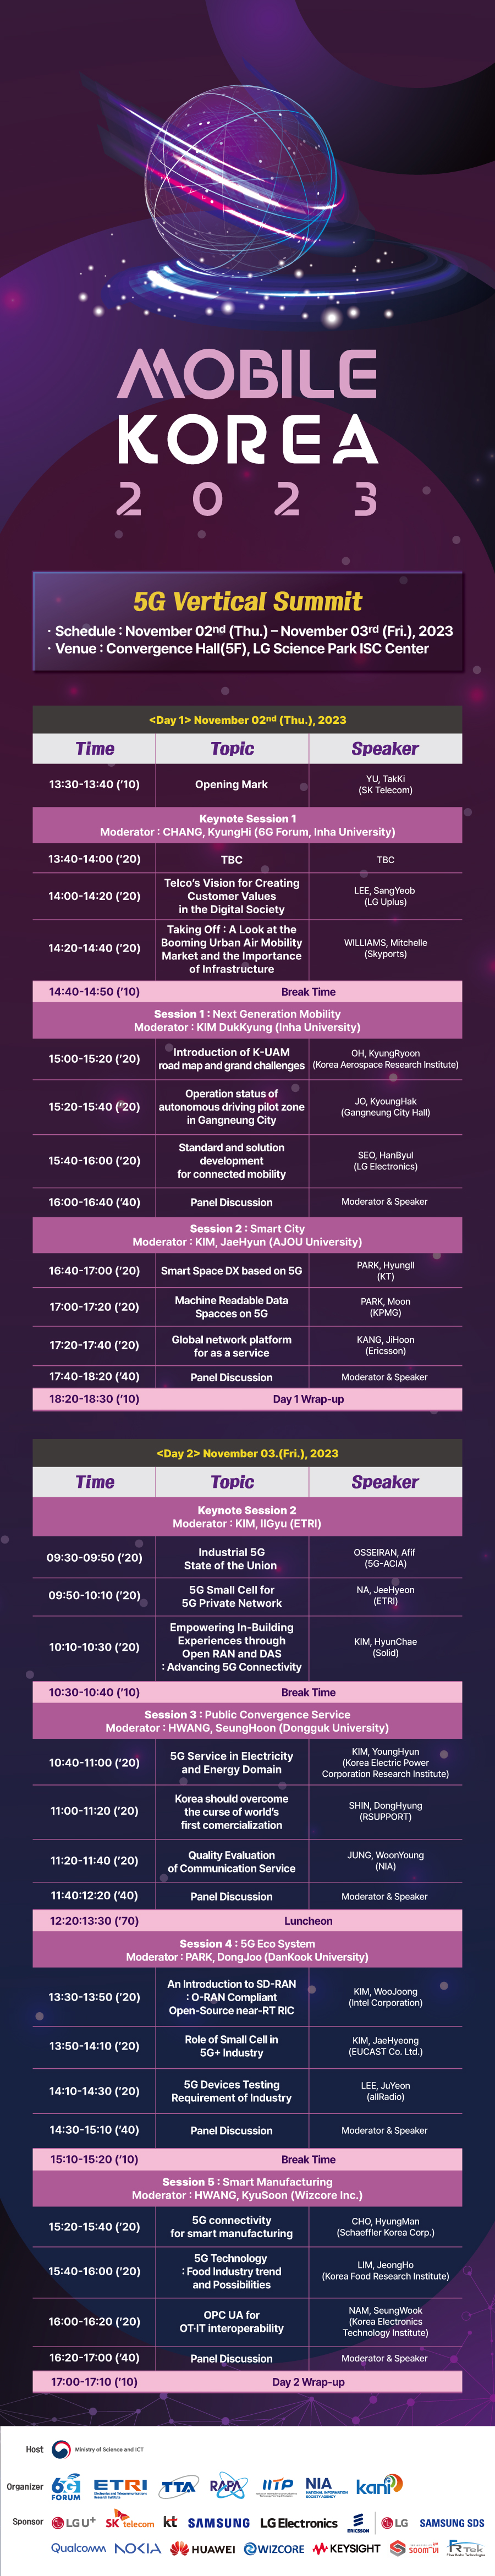 MOBILE
KOREA
2 0 2 3
5G Vertical Summit
· Schedule : November 02nd (Thu.) – November 03rd (Fri.), 2023
· Venue : Convergence Hall(5F), LG Science Park ISC Center
<Day 1> November 02nd (Thu.), 2023
Time Topic Speaker
13:30-13:40 ('10) Opening Mark YU, TakKi
(SK Telecom)
Keynote Session 1
Moderator : CHANG, KyungHi (6G Forum, Inha University)
13:40-14:00 ('20) TBC TBC
14:00-14:20 ('20)
Telco's Vision for Creating
Customer Values
in the Digital Society
LEE, SangYeob
(LG Uplus)
14:20-14:40 ('20)
Taking Off : A Look at the
Booming Urban Air Mobility
Market and the Importance
of Infrastructure
WILLIAMS, Mitchelle
(Skyports)
14:40-14:50 ('10) Break Time
Session 1 : Next Generation Mobility
Moderator : KIM DukKyung (Inha University)
15:00-15:20 ('20)
Introduction of K-UAM
road map and grand challenges
OH, KyungRyoon
(Korea Aerospace Research Institute)
15:20-15:40 ('20)
Operation status of
autonomous driving pilot zone
in Gangneung City
JO, KyoungHak
(Gangneung City Hall)
15:40-16:00 ('20)
Standard and solution
development
for connected mobility
SEO, HanByul
(LG Electronics)
16:00-16:40 ('40) Panel Discussion Moderator & Speaker
Session 2 : Smart City
Moderator : KIM, JaeHyun (AJOU University)
16:40-17:00 ('20) Smart Space DX based on 5G
PARK, HyungIl
(KT)
17:00-17:20 ('20)
Machine Readable Data
Spacces on 5G
PARK, Moon
(KPMG)
17:20-17:40 ('20)
Global network platform
for as a service
KANG, JiHoon
(Ericsson)
17:40-18:20 ('40) Panel Discussion Moderator & Speaker
18:20-18:30 ('10) Day 1 Wrap-up
<Day 2> November 03.(Fri.), 2023
Time Topic Speaker
Keynote Session 2
Moderator : KIM, IlGyu (ETRI)
09:30-09:50 ('20)
Industrial 5G
State of the Union
OSSEIRAN, Afif
(5G-ACIA)
09:50-10:10 ('20)
5G Small Cell for
5G Private Network
NA, JeeHyeon
(ETRI)
10:10-10:30 ('20)
Empowering In-Building
Experiences through
Open RAN and DAS
: Advancing 5G Connectivity
KIM, HyunChae
(Solid)
10:30-10:40 ('10) Break Time
Session 3 : Public Convergence Service
Moderator : HWANG, SeungHoon (Dongguk University)
10:40-11:00 ('20)
5G Service in Electricity
and Energy Domain
KIM, YoungHyun
(Korea Electric Power
Corporation Research Institute)
11:00-11:20 ('20)
Korea should overcome
the curse of world's
first comercialization
SHIN, DongHyung
(RSUPPORT)
11:20-11:40 ('20)
Quality Evaluation
of Communication Service
JUNG, WoonYoung
(NIA)
11:40:12:20 ('40) Panel Discussion Moderator & Speaker
12:20:13:30 ('70) Luncheon
Session 4 : 5G Eco System
Moderator : PARK, DongJoo (DanKook University)
13:30-13:50 ('20)
An Introduction to SD-RAN
: O-RAN Compliant
Open-Source near-RT RIC
KIM, WooJoong
(Intel Corporation)
13:50-14:10 ('20)
Role of Small Cell in
5G+ Industry
KIM, JaeHyeong
(EUCAST Co. Ltd.)
14:10-14:30 ('20)
5G Devices Testing
Requirement of Industry
LEE, JuYeon
(allRadio)
14:30-15:10 ('40) Panel Discussion Moderator & Speaker
15:10-15:20 ('10) Break Time
Session 5 : Smart Manufacturing
Moderator : HWANG, KyuSoon (Wizcore Inc.)
15:20-15:40 ('20)
5G connectivity
for smart manufacturing
CHO, HyungMan
(Schaeffler Korea Corp.)
15:40-16:00 ('20)
5G Technology
: Food Industry trend
and Possibilities
LIM, JeongHo
(Korea Food Research Institute)
16:00-16:20 ('20)
OPC UA for
OT·IT interoperability
NAM, SeungWook
(Korea Electronics
Technology Institute)
16:20-17:00 ('40) Panel Discussion Moderator & Speaker
17:00-17:10 ('10) Day 2 Wrap-up
Host Ministry of Science and ICT
Organizer 6G FORUM ETRI Electronics and Telecommunications Research Institute TTA RAPA IITP NIA NATIONAL INFORMATION SOCIETY AGENCY kani
Sponsor LG U+ SK telecom kt SAMSUNG LG Electronics ERICSSON LG SAMSUNG SDS
Qualcomm NOKIA HUAWEI WIZCORE KEYSIGHT SOOM'UI FRTek